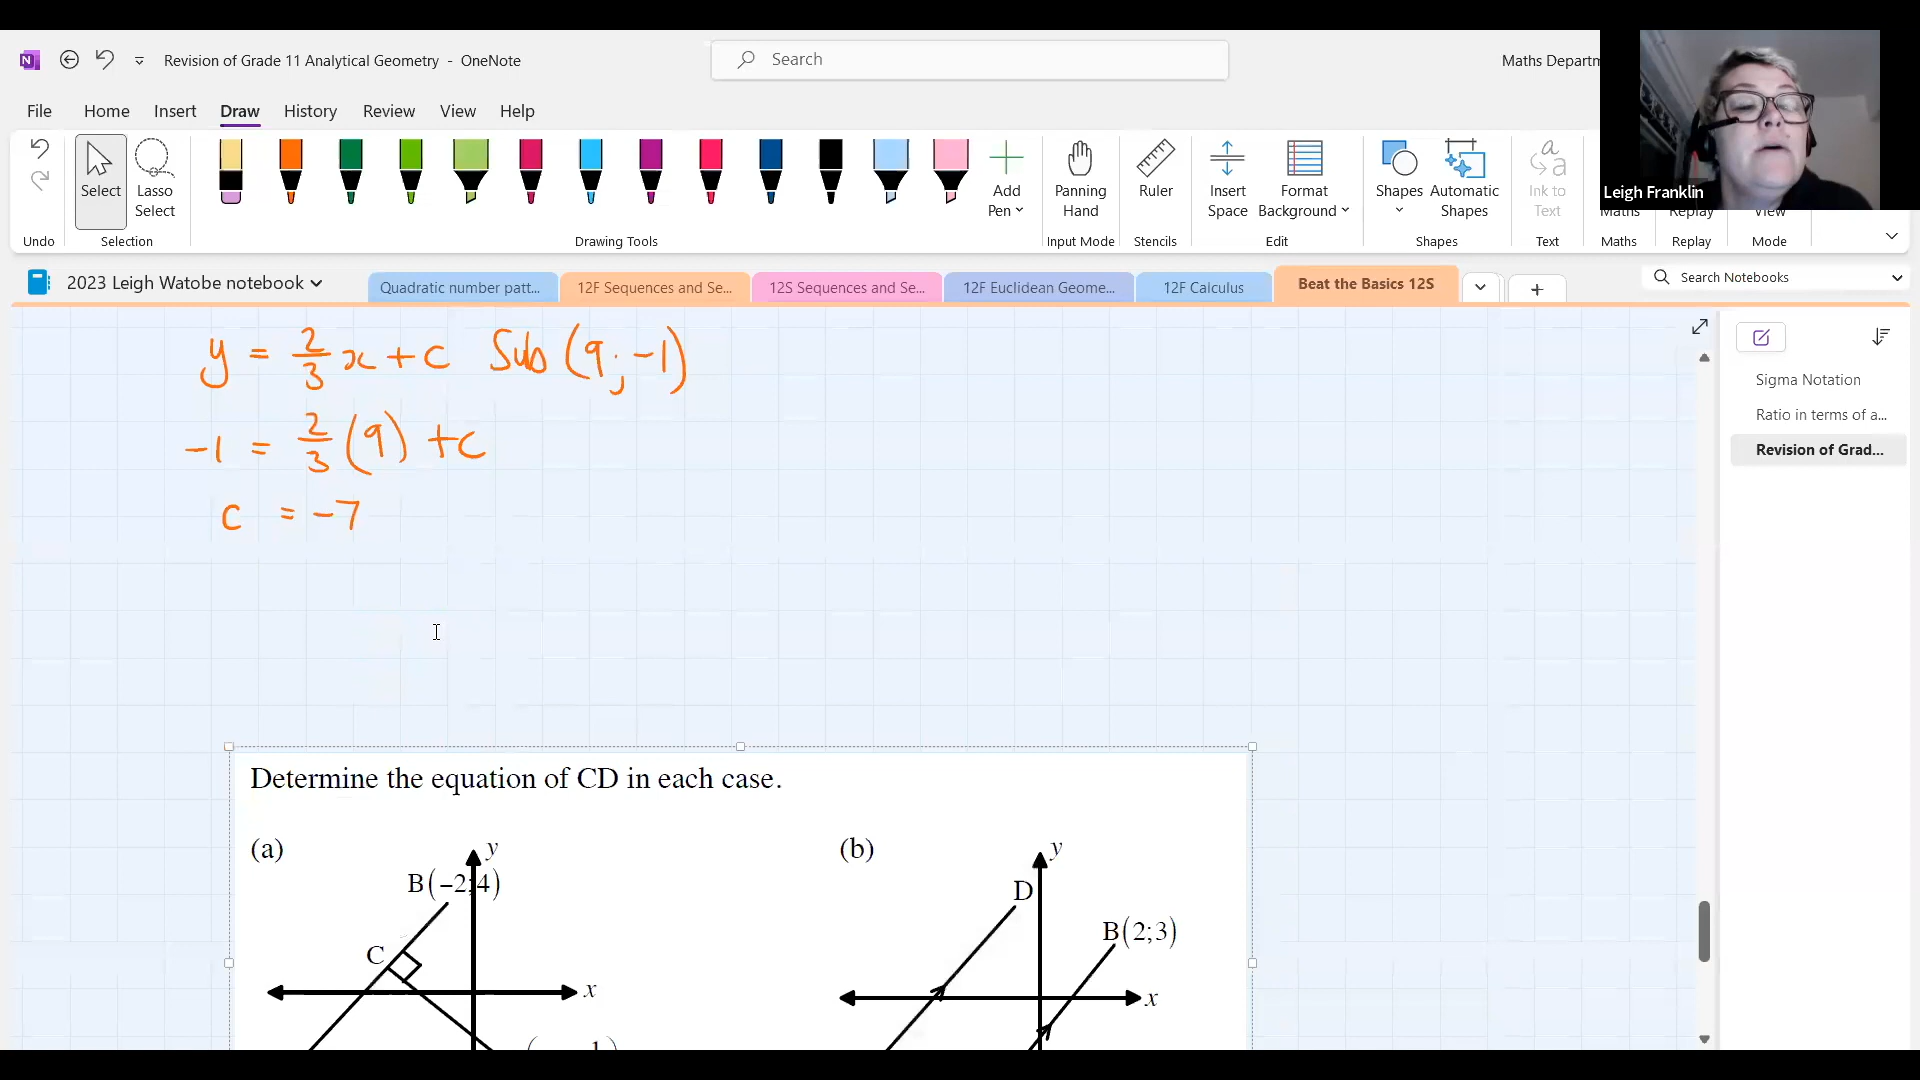 Revision of Grade 11 Analytical Geometry - OneNote
Search
Maths Departm
File Home Insert Draw History Review View Help
Leigh Franklin
Select
Lasso Select
Add Pen
Panning Hand
Ruler
Insert Space
Format Background
Shapes
Automatic Shapes
Ink to Text
Maths
Replay
View
Undo
Selection
Drawing Tools
Input Mode
Stencils
Edit
Shapes
Text
Maths
Replay
Mode
2023 Leigh Watobe notebook
Quadratic number patt...
12F Sequences and Se...
12S Sequences and Se...
12F Euclidean Geome...
12F Calculus
Beat the Basics 12S
Search Notebooks
Sigma Notation
Ratio in terms of a...
Revision of Grad...
y = 2/3 x + c Sub (9; -1)
-1 = 2/3 (9) + c
c = -7
Determine the equation of CD in each case.
(a)
y
B(−2;4)
C
x
(b)
y
D
B(2;3)
x